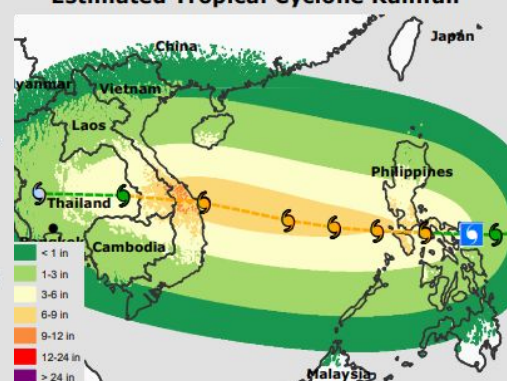 Estimated Tropical Cyclone Rainfall
China
Japan
yanmar
Vietnam
Laos
Philippines
Thailand
Cambodia
< 1 in
1-3 in
3-6 in
6-9 in
9-12 in
12-24 in
> 24 in
Malaysia